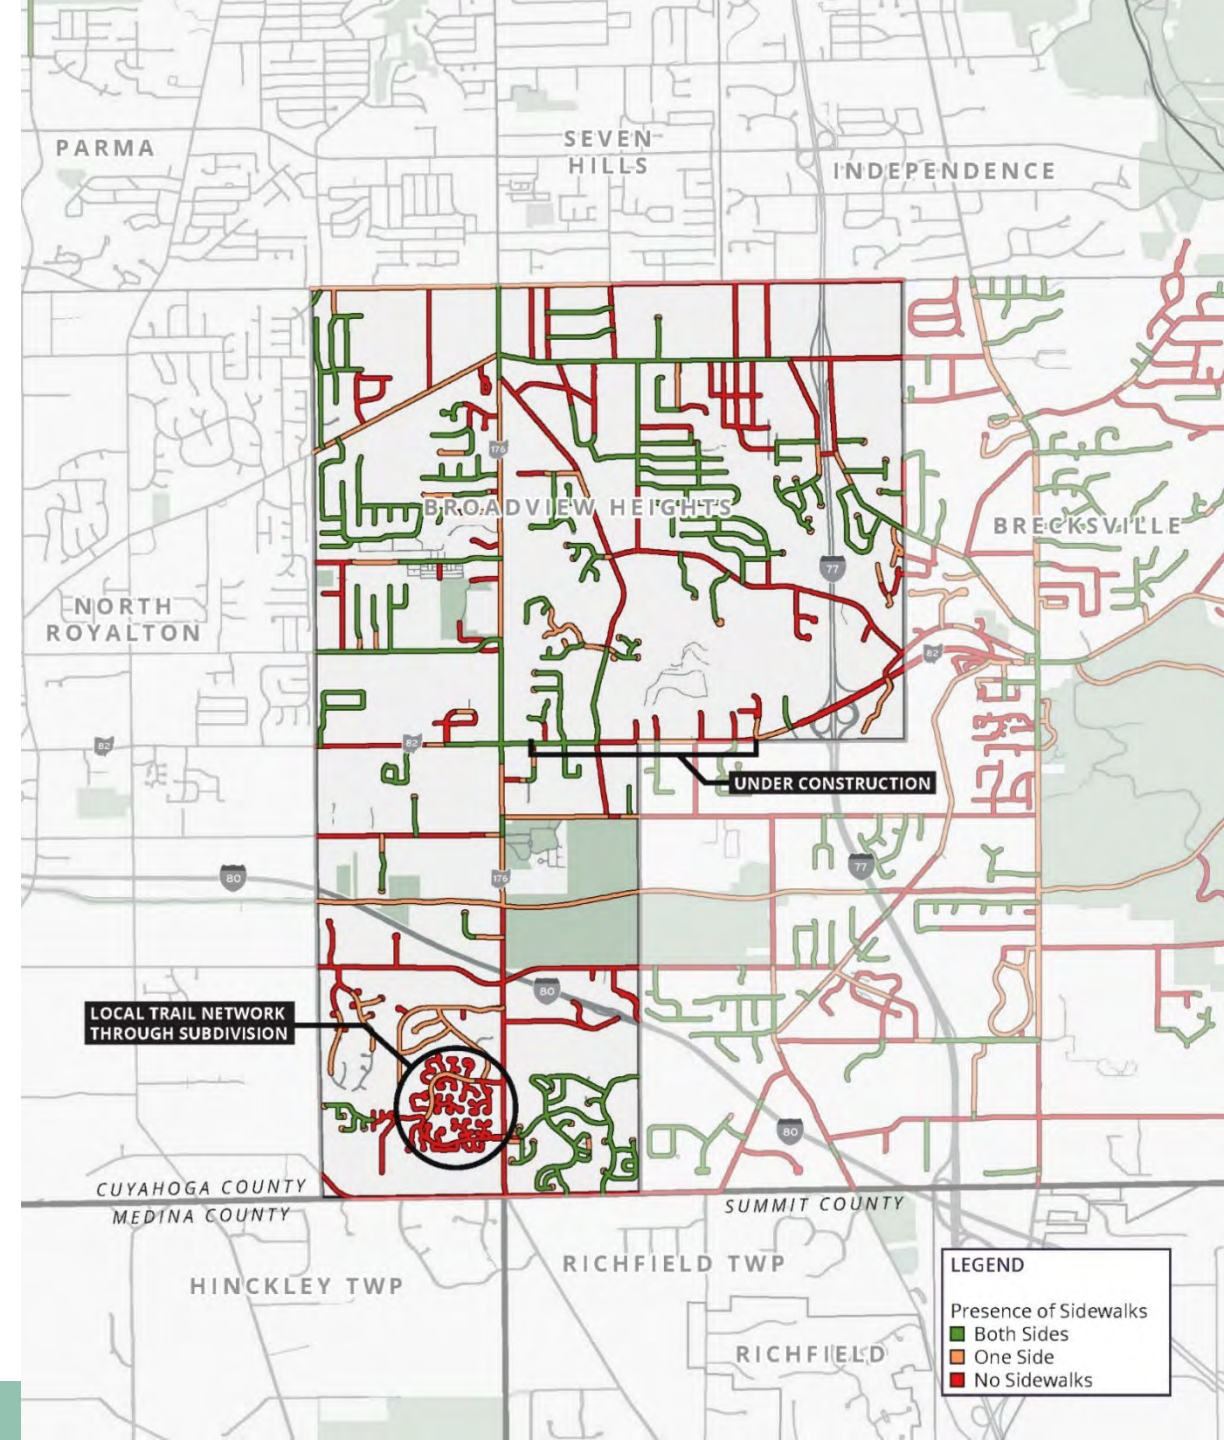 PARMA
SEVEN
HILLS
INDEPENDENCE
176
BROADVIEW HEIGHTS
BRECKSVILLE
77
NORTH
ROYALTON
82
82
82
UNDER CONSTRUCTION
77
80
176
80
LOCAL TRAIL NETWORK
THROUGH SUBDIVISION
80
CUYAHOGA COUNTY
MEDINA COUNTY
SUMMIT COUNTY
HINCKLEY TWP
RICHFIELD TWP
RICHFIELD
LEGEND
Presence of Sidewalks
Both Sides
One Side
No Sidewalks